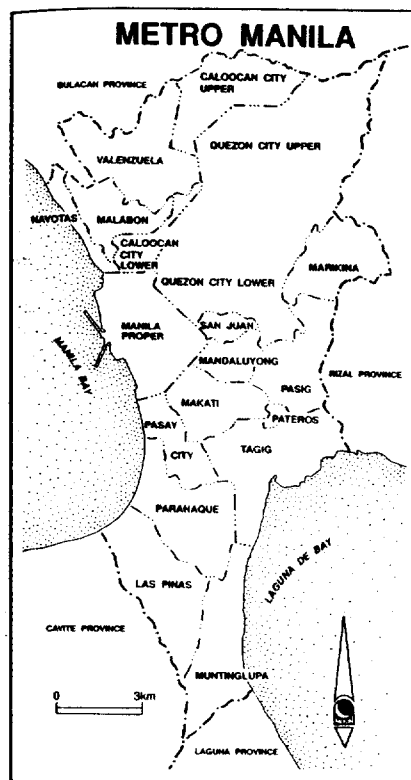 METRO MANILA
CALOOCAN CITY
UPPER
BULACAN PROVINCE
QUEZON CITY UPPER
VALENZUELA
NAVOTAS
MALABON
CALOOCAN
CITY
LOWER
MARIKINA
QUEZON CITY LOWER
MANILA
PROPER
SAN JUAN
MANILA BAY
MANDALUYONG
RIZAL PROVINCE
PASIG
MAKATI
PATEROS
PASAY
CITY
TAGIG
PARANAQUE
LAGUNA DE BAY
LAS PINAS
CAVITE PROVINCE
MUNTINGLUPA
0 3km
LAGUNA PROVINCE